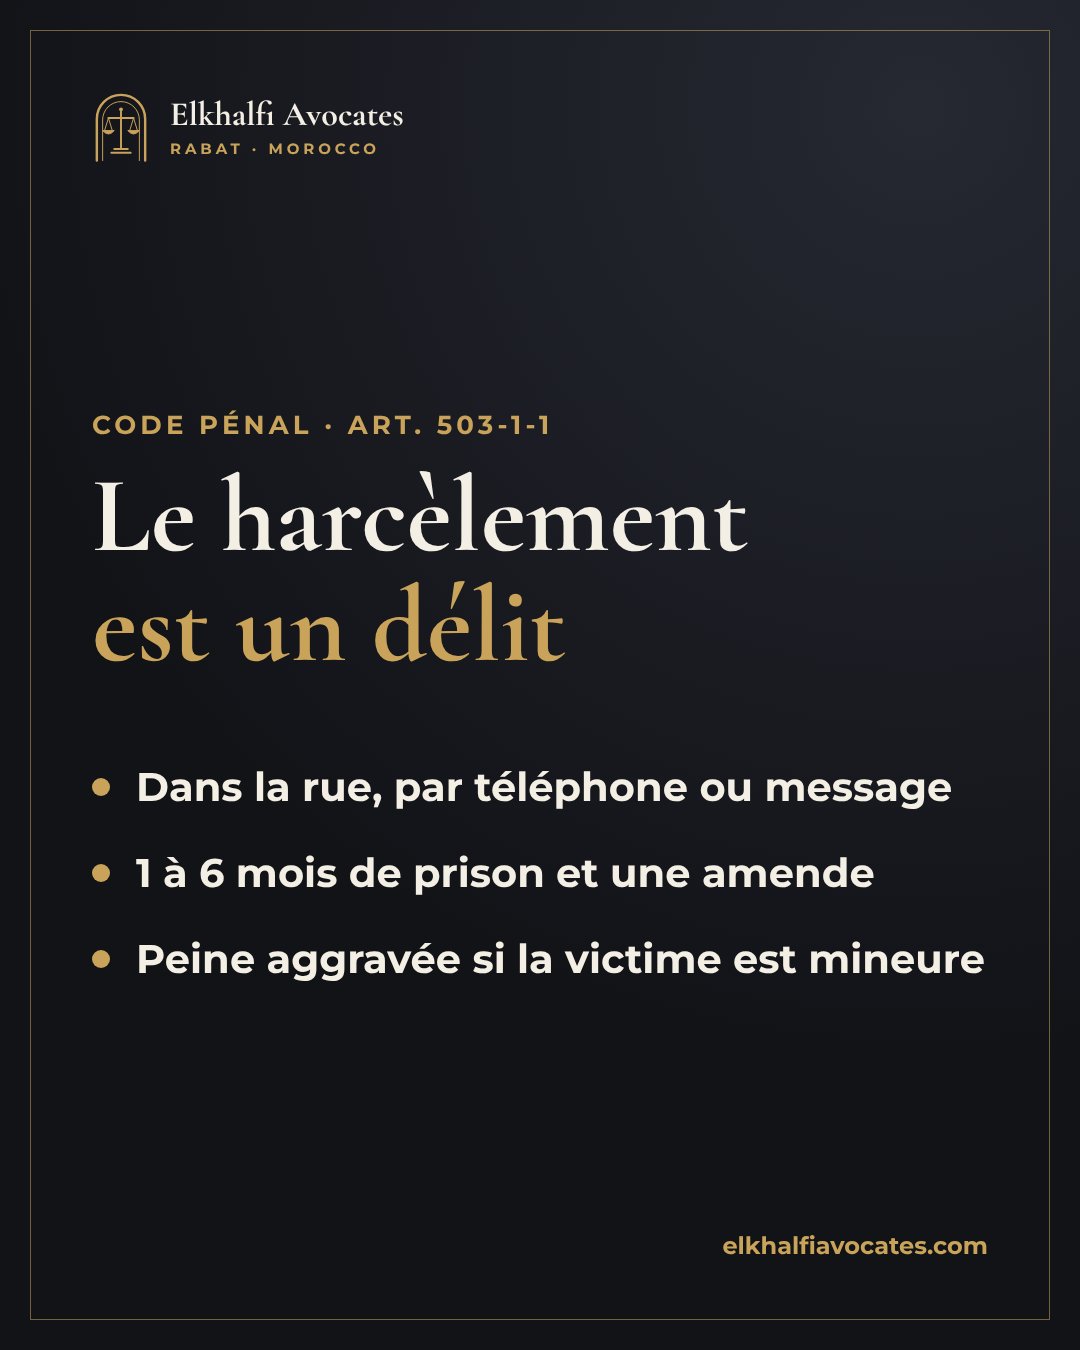 Elkhalfi Avocates
RABAT · MOROCCO
CODE PÉNAL · ART. 503-1-1
Le harcèlement
est un délit
Dans la rue, par téléphone ou message
1 à 6 mois de prison et une amende
Peine aggravée si la victime est mineure
elkhalfiavocates.com